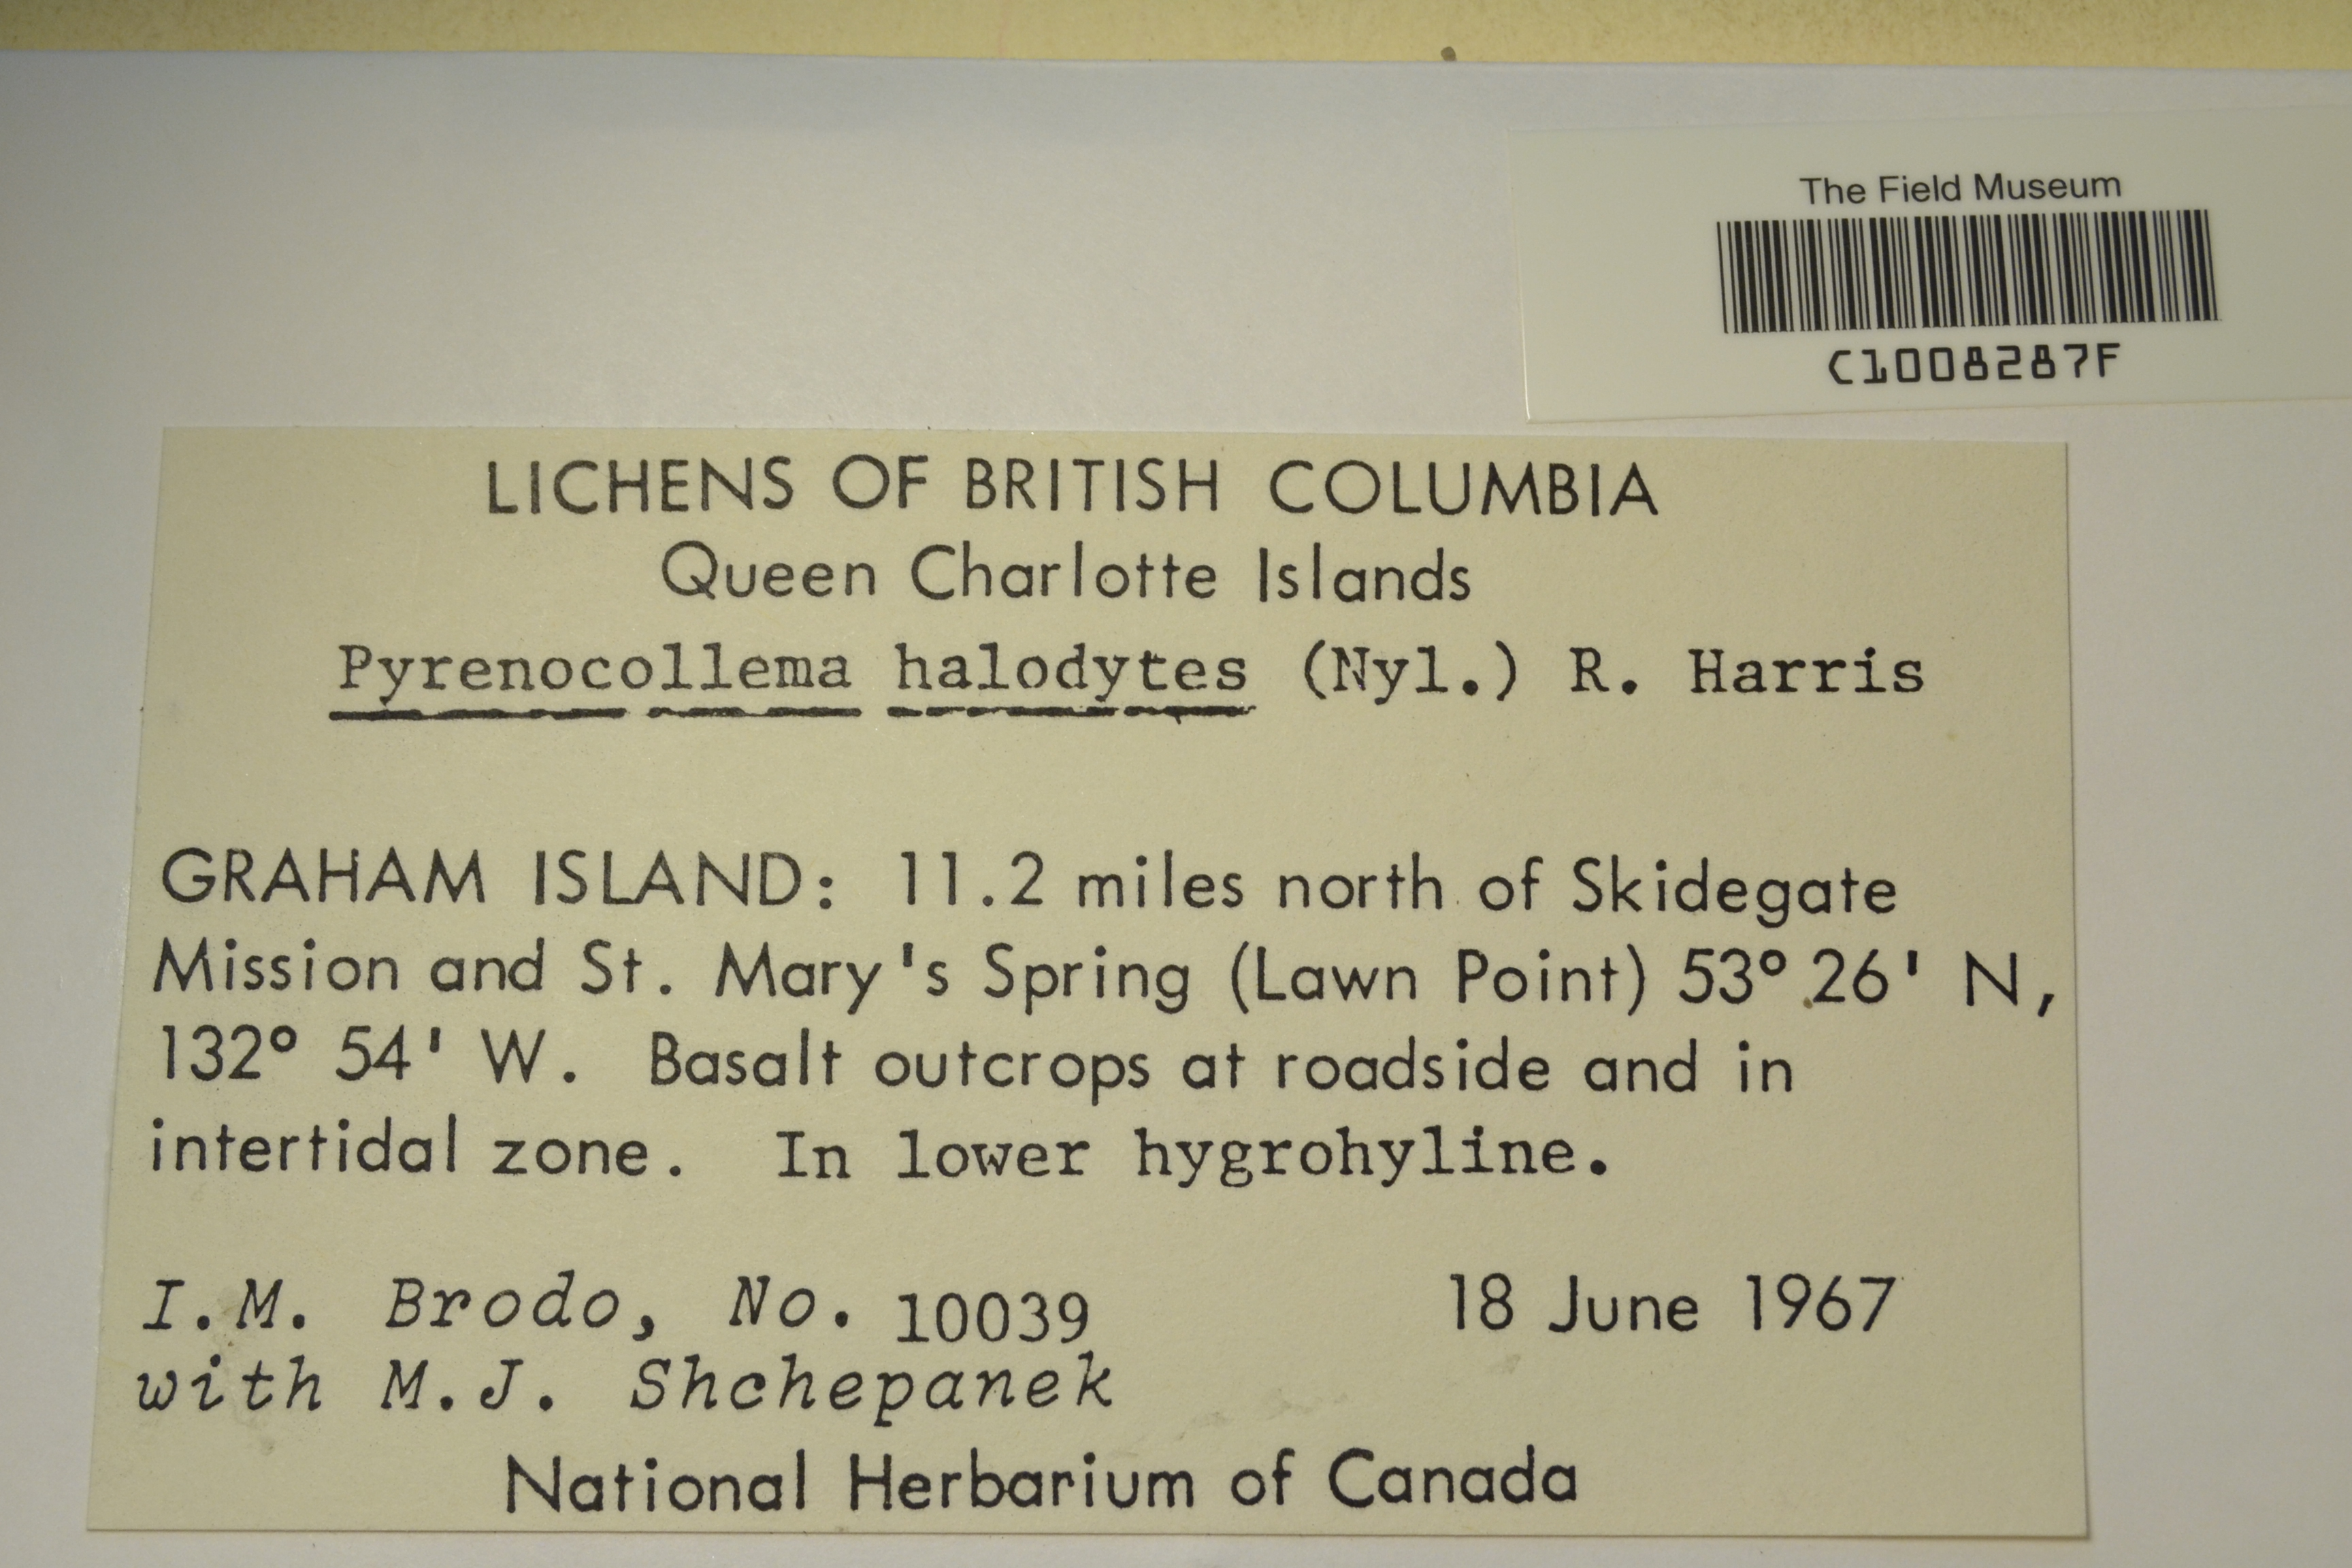 The Field Museum
C1008287F
LICHENS OF BRITISH COLUMBIA
Queen Charlotte Islands
Pyrenocollema halodytes (Nyl.) R. Harris
GRAHAM ISLAND: 11.2 miles north of Skidegate
Mission and St. Mary's Spring (Lawn Point) 53° 26' N,
132° 54' W. Basalt outcrops at roadside and in
intertidal zone. In lower hygrohyline.
I.M. Brodo, No. 10039 18 June 1967
with M.J. Shchepanek
National Herbarium of Canada